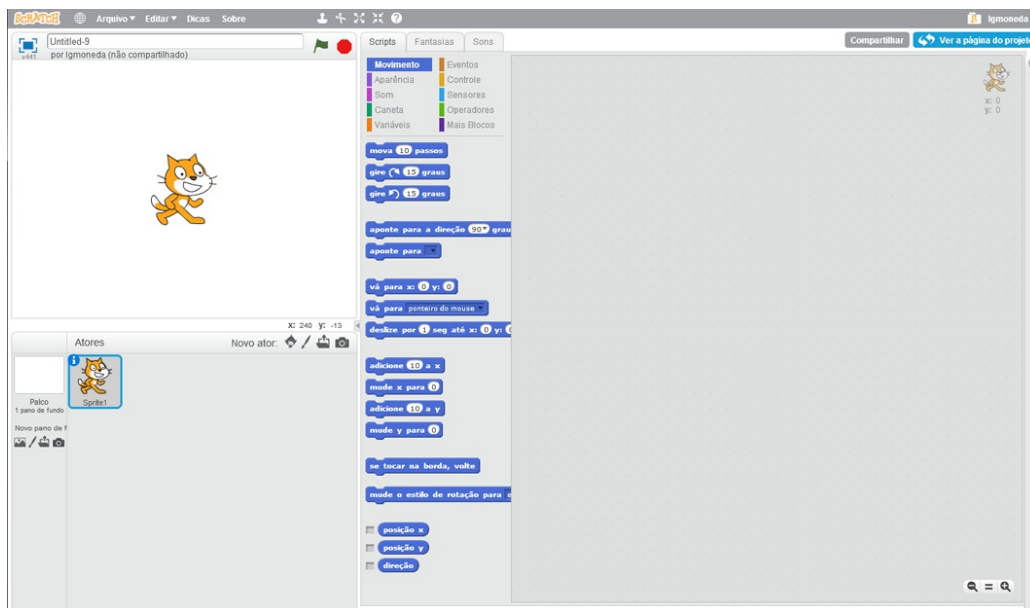 SCRATCH Arquivo Editar Dicas Sobre lgmoneda
Untitled-9
v441 por lgmoneda (não compartilhado)
Scripts Fantasias Sons
Compartilhar Ver a página do projeto
Movimento Eventos
Aparência Controle
Som Sensores
Caneta Operadores
Variáveis Mais Blocos
x: 0
y: 0
mova 10 passos
gire 15 graus
gire 15 graus
aponte para a direção 90 grau
aponte para
vá para x: 0 y: 0
vá para ponteiro do mouse
deslize por 1 seg até x: 0 y: 0
adicione 10 a x
mude x para 0
adicione 10 a y
mude y para 0
se tocar na borda, volte
mude o estilo de rotação para
posição x
posição y
direção
X: 240 y: -13
Atores Novo ator:
Palco
1 pano de fundo
Sprite1
Novo pano de f